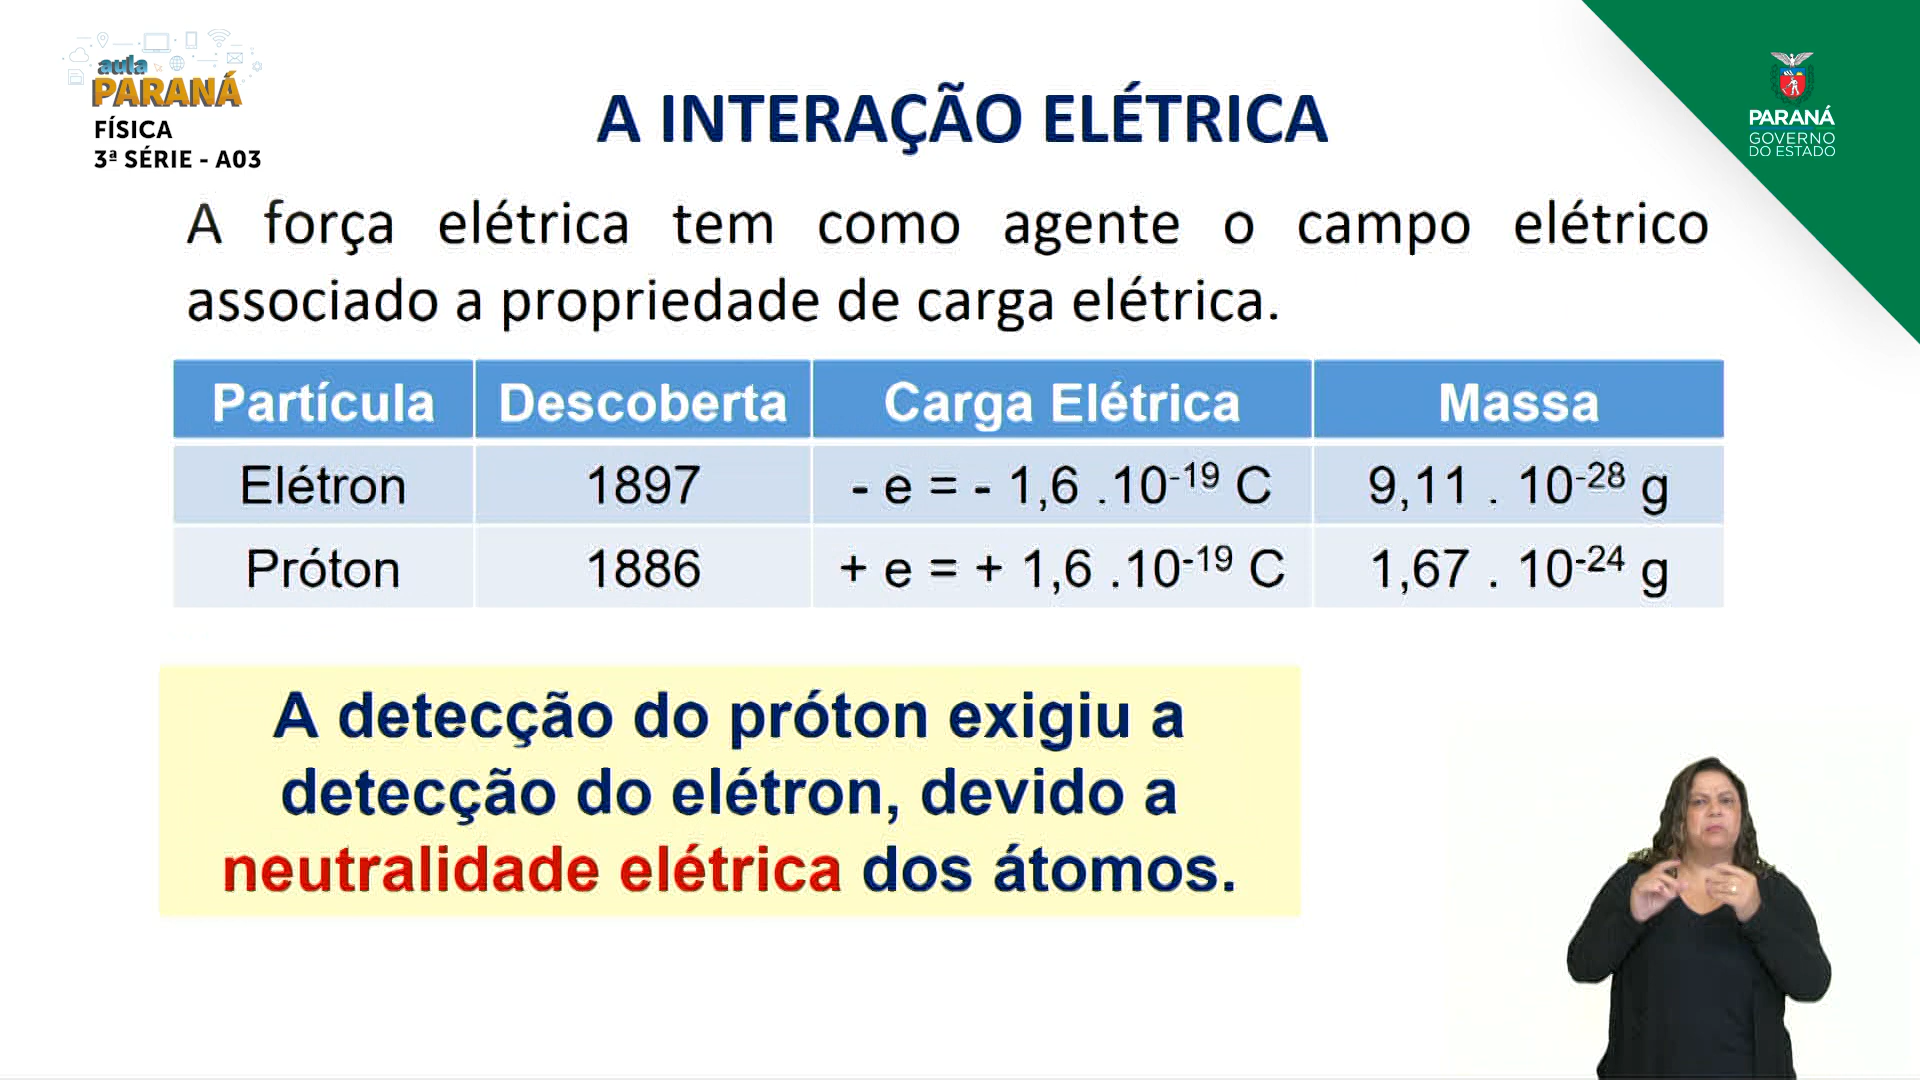 aula
PARANÁ
FÍSICA
3ª SÉRIE - A03
A INTERAÇÃO ELÉTRICA
PARANÁ
GOVERNO
DO ESTADO
A força elétrica tem como agente o campo elétrico
associado a propriedade de carga elétrica.
Partícula Descoberta Carga Elétrica Massa
Elétron 1897 - e = - 1,6 .10⁻¹⁹ C 9,11 . 10⁻²⁸ g
Próton 1886 + e = + 1,6 .10⁻¹⁹ C 1,67 . 10⁻²⁴ g
A detecção do próton exigiu a
detecção do elétron, devido a
neutralidade elétrica dos átomos.